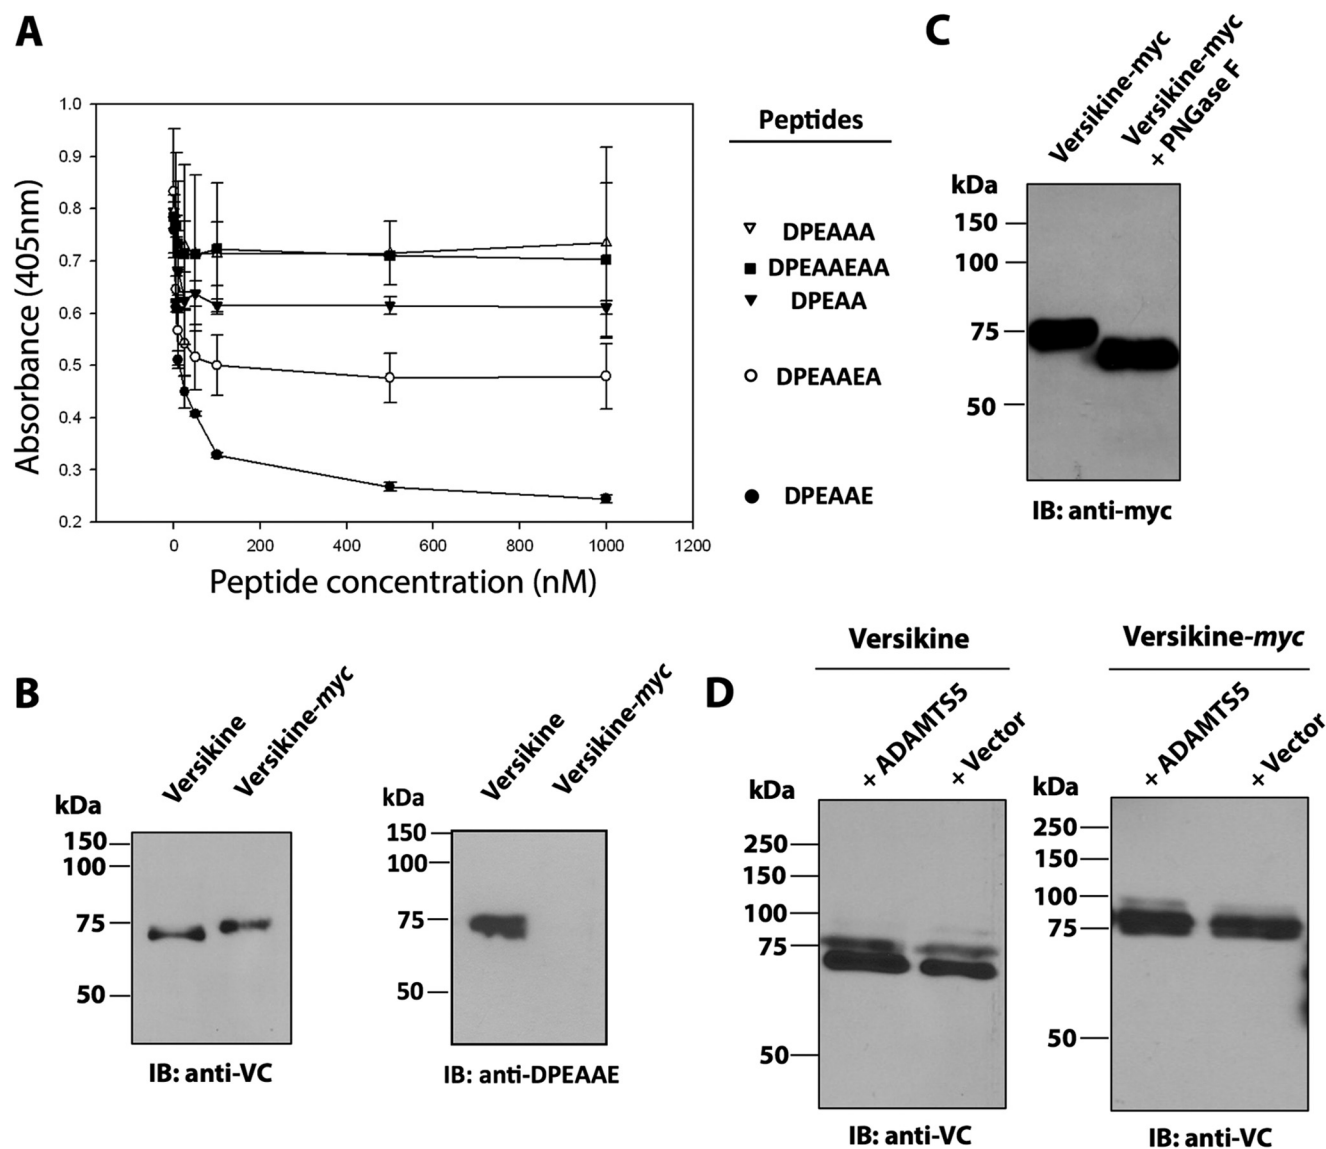 A
1.0
0.9
0.8
0.7
0.6
0.5
0.4
0.3
0.2
Absorbance (405nm)
0 200 400 600 800 1000 1200
Peptide concentration (nM)
Peptides
DPEAAA
DPEAAEAA
DPEAA
DPEAAEA
DPEAAE
C
Versikine-myc
Versikine-myc
+ PNGase F
kDa
150
100
75
50
IB: anti-myc
B
Versikine
Versikine-myc
kDa
150
100
75
50
IB: anti-VC
Versikine
Versikine-myc
kDa
150
100
75
50
IB: anti-DPEAAE
D
Versikine
+ ADAMTS5
+ Vector
kDa
250
150
100
75
50
IB: anti-VC
Versikine-myc
+ ADAMTS5
+ Vector
kDa
250
150
100
75
50
IB: anti-VC